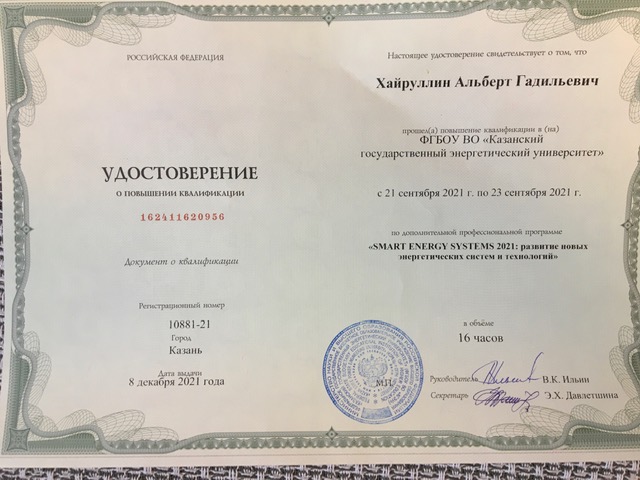 РОССИЙСКАЯ ФЕДЕРАЦИЯ
УДОСТОВЕРЕНИЕ
О ПОВЫШЕНИИ КВАЛИФИКАЦИИ
162411620956
Документ о квалификации
Регистрационный номер
10881-21
Город
Казань
Дата выдачи
8 декабря 2021 года
Настоящее удостоверение свидетельствует о том, что
Хайруллин Альберт Гадильевич
прошел(а) повышение квалификации в (на)
ФГБОУ ВО «Казанский
государственный энергетический университет»
с 21 сентября 2021 г. по 23 сентября 2021 г.
по дополнительной профессиональной программе
«SMART ENERGY SYSTEMS 2021: развитие новых
энергетических систем и технологий»
в объёме
16 часов
М.П.
Руководитель В.К. Ильин
Секретарь Э.Х. Давлетшина